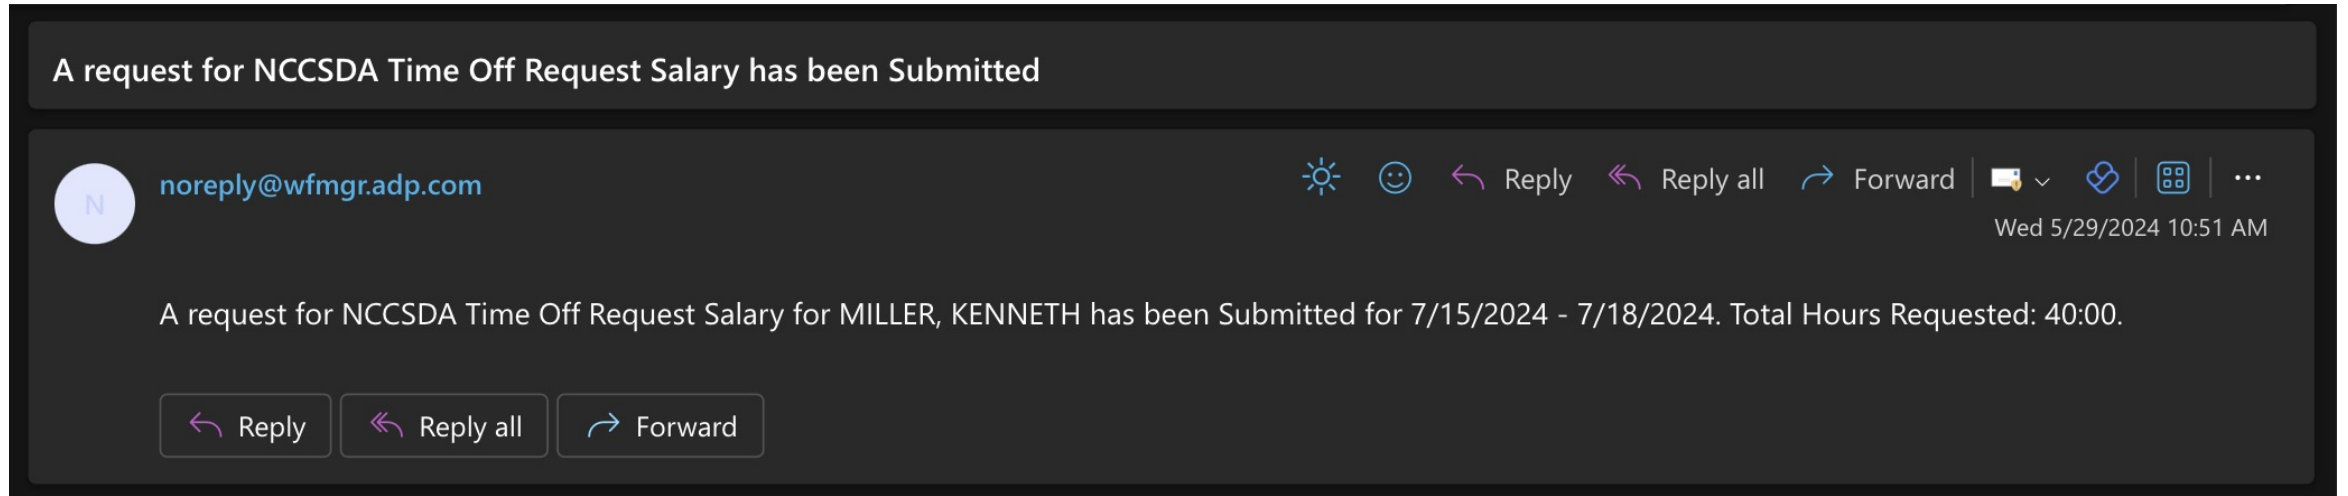 A request for NCCSDA Time Off Request Salary has been Submitted
N
noreply@wfmgr.adp.com
Reply
Reply all
Forward
Wed 5/29/2024 10:51 AM
A request for NCCSDA Time Off Request Salary for MILLER, KENNETH has been Submitted for 7/15/2024 - 7/18/2024. Total Hours Requested: 40:00.
Reply
Reply all
Forward